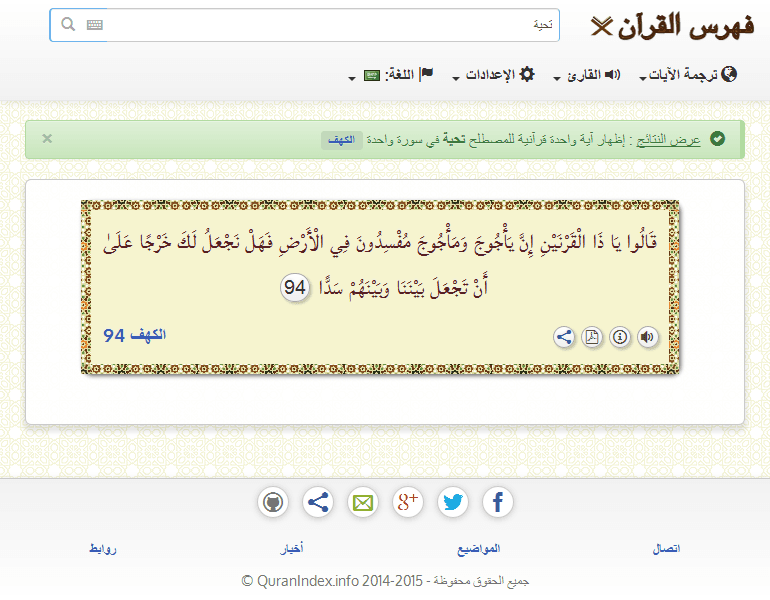 فهرس القرآن
تحية
ترجمة الآيات
القارئ
الإعدادات
اللغة:
عرض النتائج : إظهار آية واحدة قرآنية للمصطلح تحية في سورة واحدة الكهف
×
قَالُوا يَا ذَا الْقَرْنَيْنِ إِنَّ يَأْجُوجَ وَمَأْجُوجَ مُفْسِدُونَ فِي الْأَرْضِ فَهَلْ نَجْعَلُ لَكَ خَرْجًا عَلَىٰ
أَنْ تَجْعَلَ بَيْنَنَا وَبَيْنَهُمْ سَدًّا 94
الكهف 94
اتصال
المواضيع
أخبار
روابط
جميع الحقوق محفوظة - QuranIndex.info 2014-2015 ©